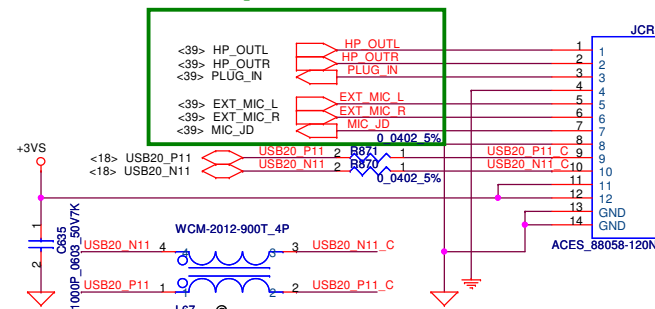 JCR
<39> HP_OUTL HP_OUTL 1 1
<39> HP_OUTR HP_OUTR 2 2
<39> PLUG_IN PLUG_IN 3 3
4 4
<39> EXT_MIC_L EXT_MIC_L 5 5
<39> EXT_MIC_R EXT_MIC_R 6 6
<39> MIC_JD MIC_JD 7 7
0_0402_5% 8 8
+3VS
<18> USB20_P11 USB20_P11 2 R871 1 USB20_P11_C 9 9
<18> USB20_N11 USB20_N11 2 R870 1 USB20_N11_C 10 10
0_0402_5% 11 11
12 12
13 GND
14 GND
ACES_88058-120N
1
C635
2
1000P_0603_50V7K
WCM-2012-900T_4P
USB20_N11 4 4 3 3 USB20_N11_C
USB20_P11 1 1 2 2 USB20_P11_C
@